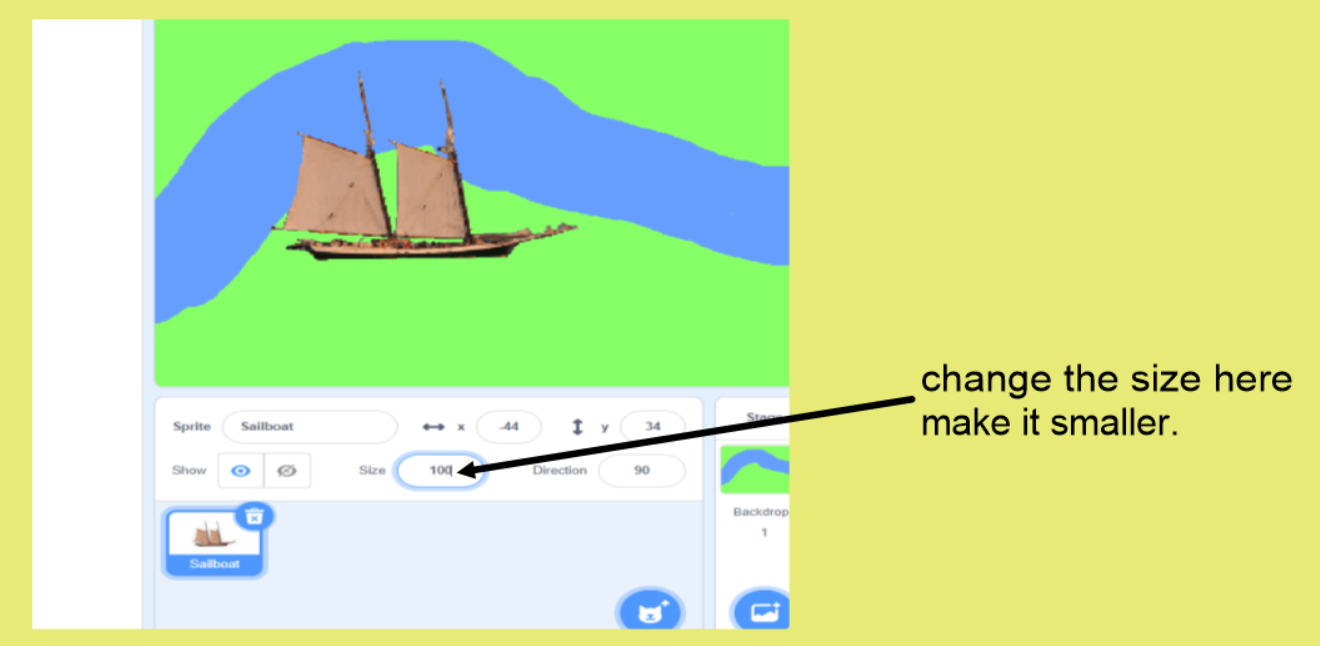 change the size here
make it smaller.
Sprite Sailboat x -44 y 34
Show Size 100 Direction 90
Sailboat
Stage
Backdrop
1